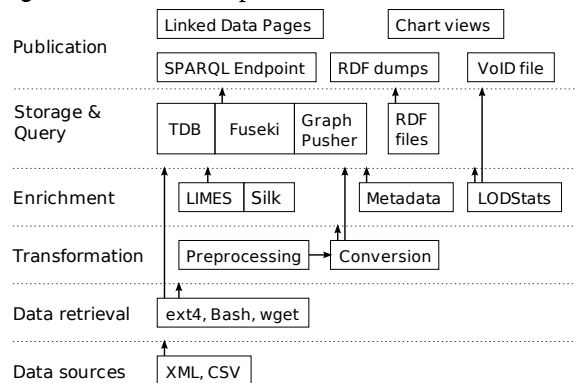 Linked Data Pages
Chart views
Publication
SPARQL Endpoint
RDF dumps
VoID file
Storage &
Query
TDB
Fuseki
Graph
Pusher
RDF
files
Enrichment
LIMES
Silk
Metadata
LODStats
Transformation
Preprocessing
Conversion
Data retrieval
ext4, Bash, wget
Data sources
XML, CSV